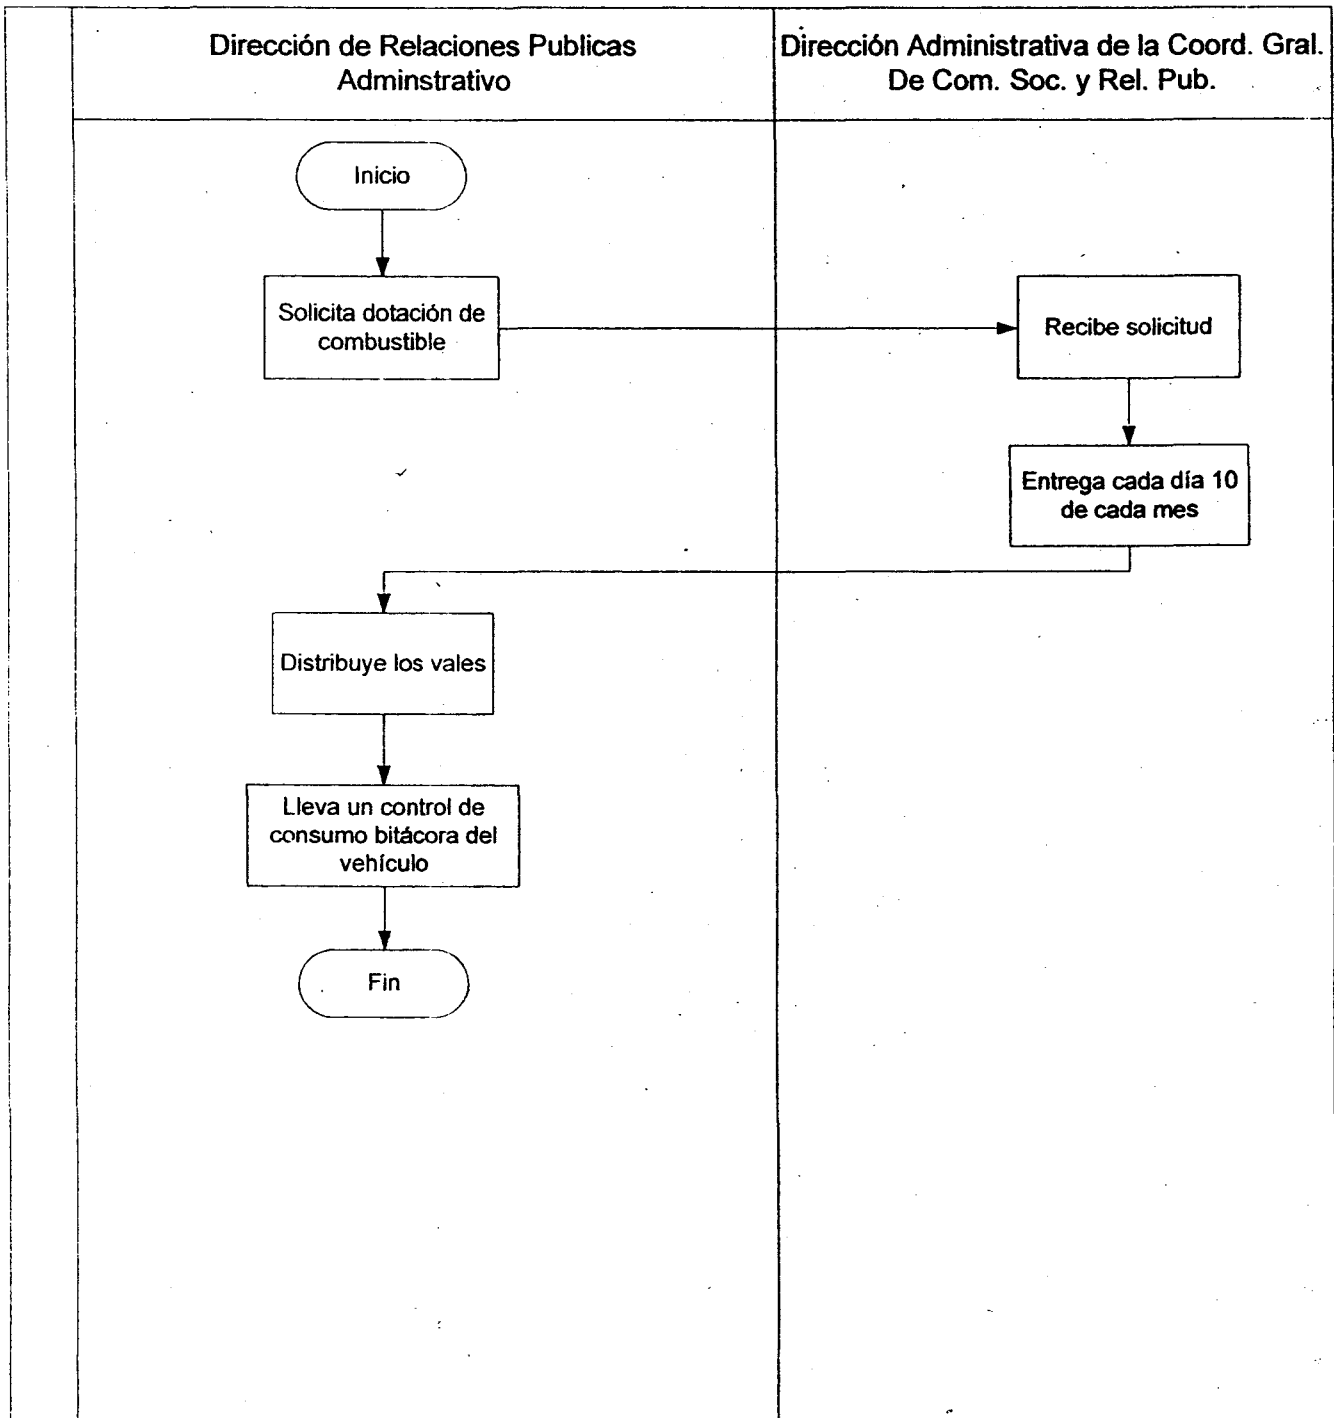 Dirección de Relaciones Publicas
Adminstrativo
Dirección Administrativa de la Coord. Gral.
De Com. Soc. y Rel. Pub.
Inicio
Solicita dotación de
combustible
Recibe solicitud
Entrega cada día 10
de cada mes
Distribuye los vales
Lleva un control de
consumo bitácora del
vehículo
Fin